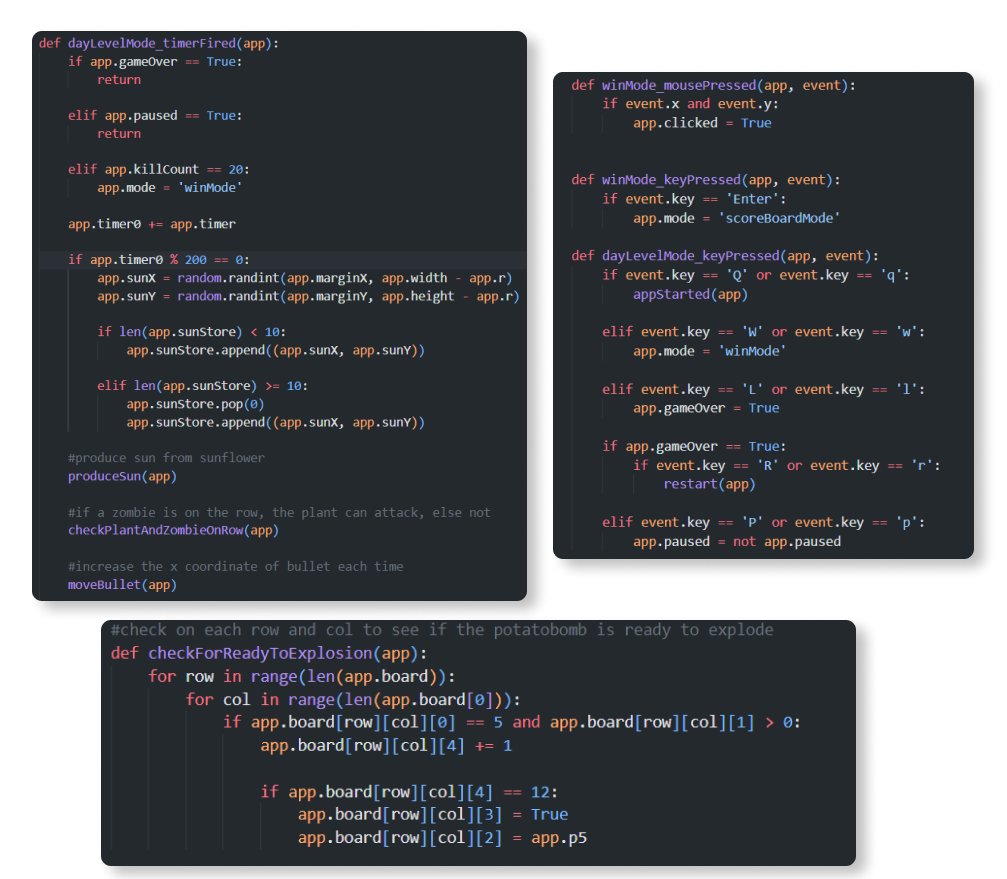 def dayLevelMode_timerFired(app):
    if app.gameOver == True:
        return
    elif app.paused == True:
        return
    elif app.killCount == 20:
        app.mode = 'winMode'
    app.timer0 += app.timer
    if app.timer0 % 200 == 0:
        app.sunX = random.randint(app.marginX, app.width - app.r)
        app.sunY = random.randint(app.marginY, app.height - app.r)
        if len(app.sunStore) < 10:
            app.sunStore.append((app.sunX, app.sunY))
        elif len(app.sunStore) >= 10:
            app.sunStore.pop(0)
            app.sunStore.append((app.sunX, app.sunY))
    #produce sun from sunflower
    produceSun(app)
    #if a zombie is on the row, the plant can attack, else not
    checkPlantAndZombieOnRow(app)
    #increase the x coordinate of bullet each time
    moveBullet(app)
def winMode_mousePressed(app, event):
    if event.x and event.y:
        app.clicked = True
def winMode_keyPressed(app, event):
    if event.key == 'Enter':
        app.mode = 'scoreBoardMode'
def dayLevelMode_keyPressed(app, event):
    if event.key == 'Q' or event.key == 'q':
        appStarted(app)
    elif event.key == 'W' or event.key == 'w':
        app.mode = 'winMode'
    elif event.key == 'L' or event.key == 'l':
        app.gameOver = True
    if app.gameOver == True:
        if event.key == 'R' or event.key == 'r':
            restart(app)
    elif event.key == 'P' or event.key == 'p':
        app.paused = not app.paused
#check on each row and col to see if the potatobomb is ready to explode
def checkForReadyToExplosion(app):
    for row in range(len(app.board)):
        for col in range(len(app.board[0])):
            if app.board[row][col][0] == 5 and app.board[row][col][1] > 0:
                app.board[row][col][4] += 1
                if app.board[row][col][4] == 12:
                    app.board[row][col][3] = True
                    app.board[row][col][2] = app.p5